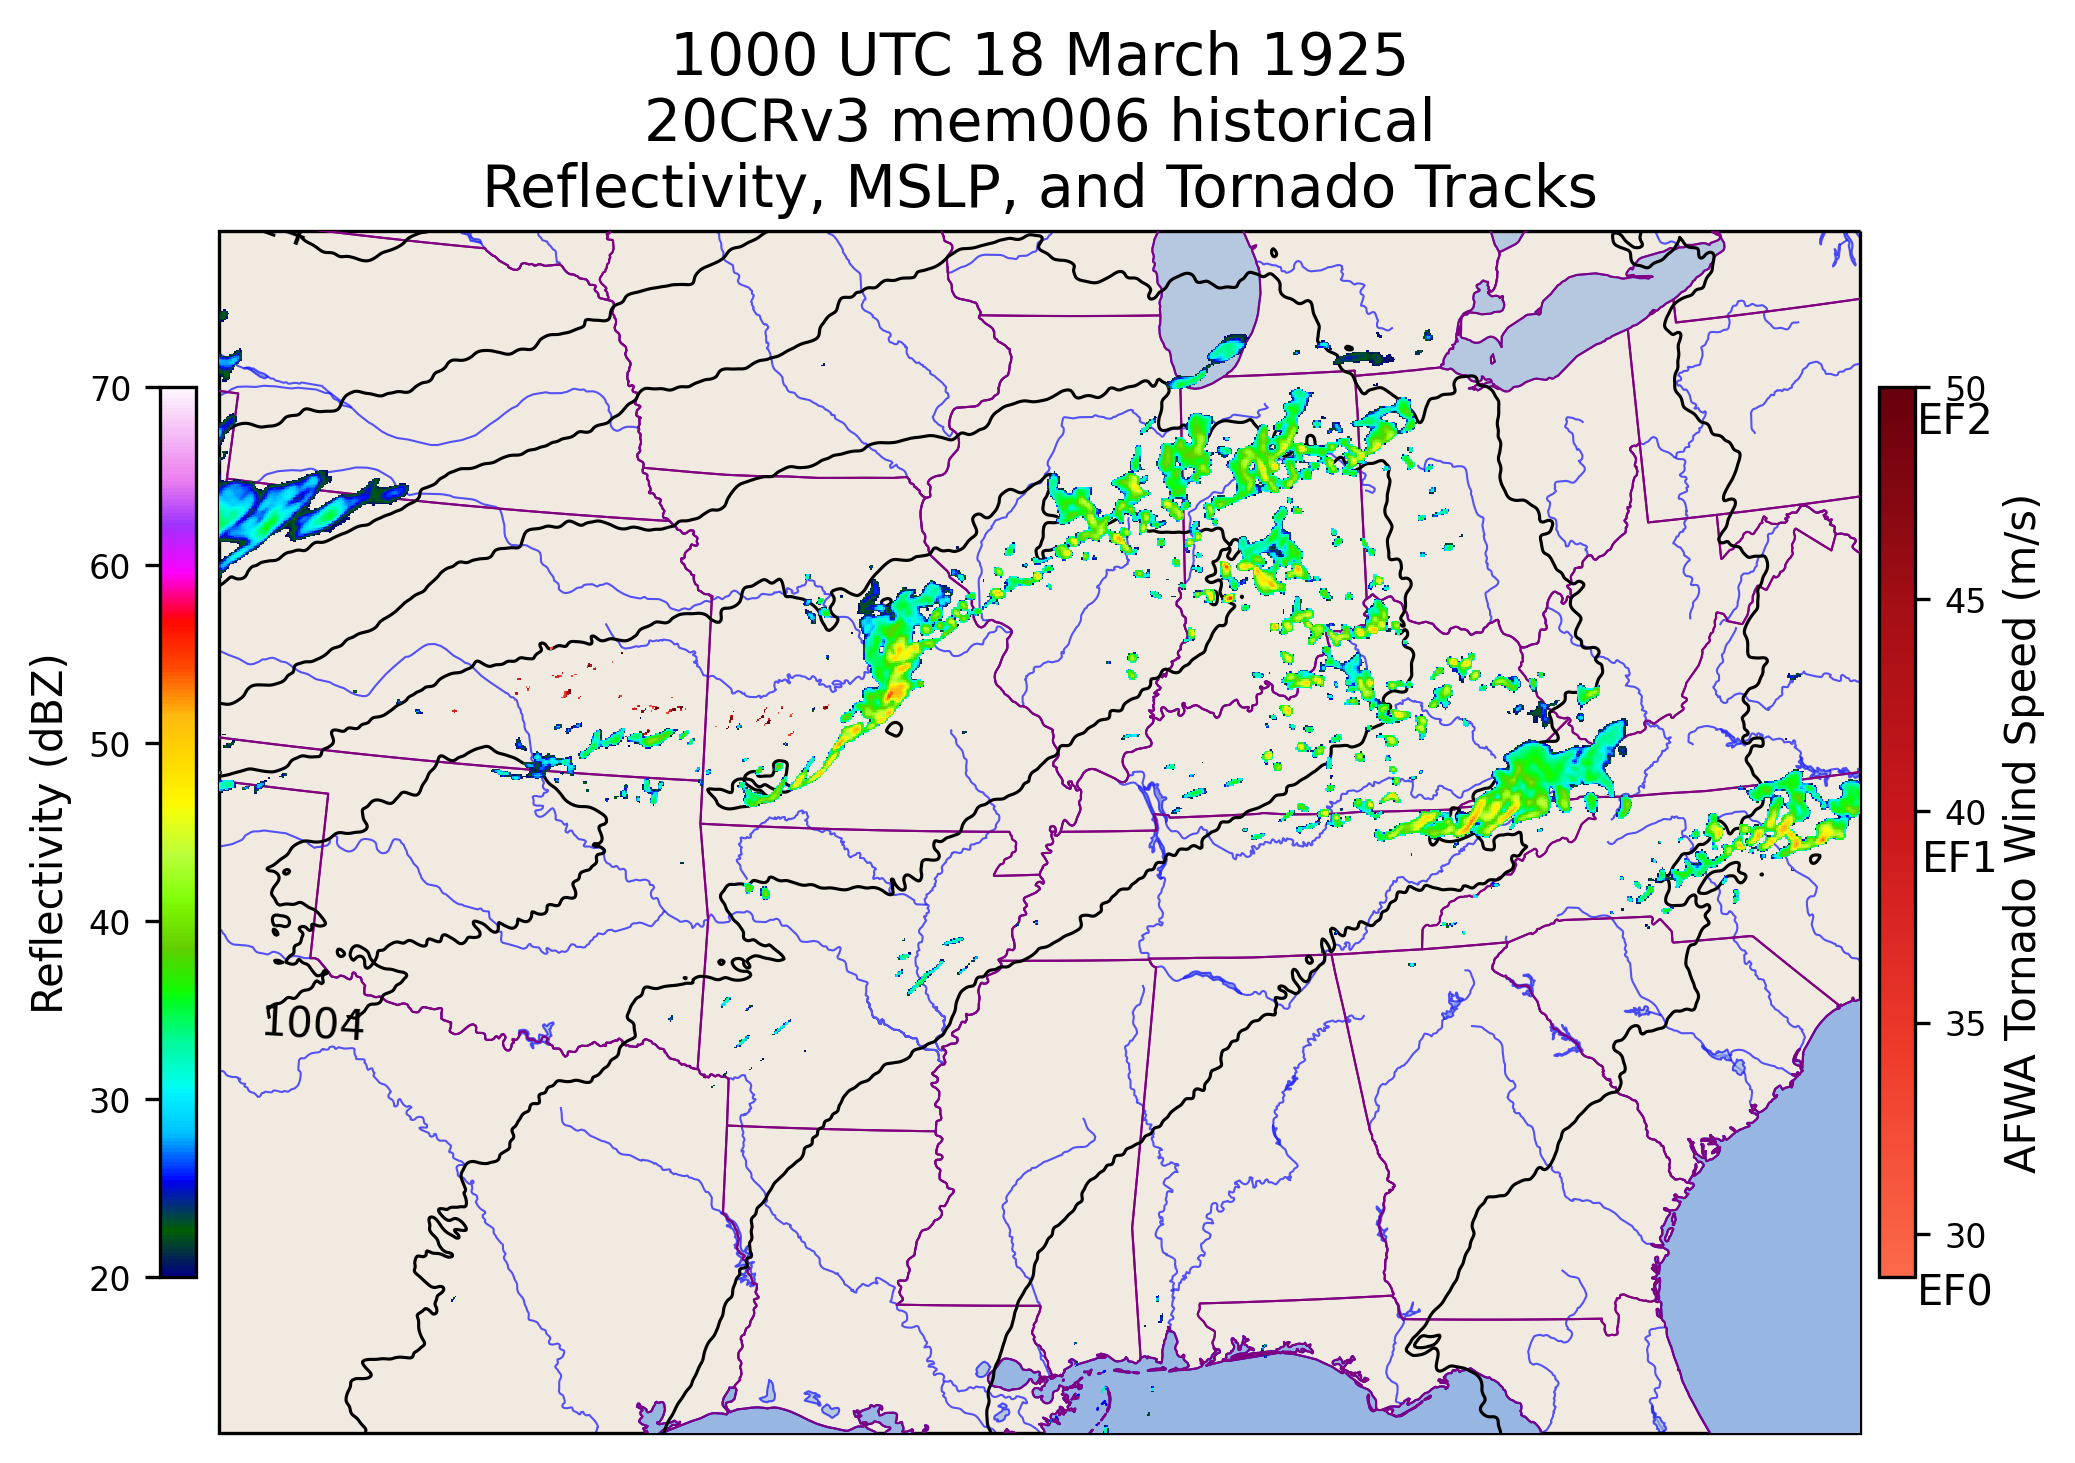 1000 UTC 18 March 1925
20CRv3 mem006 historical
Reflectivity, MSLP, and Tornado Tracks
Reflectivity (dBZ)
70
60
50
40
30
20
1004
50
EF2
45
40
EF1
35
30
EF0
AFWA Tornado Wind Speed (m/s)